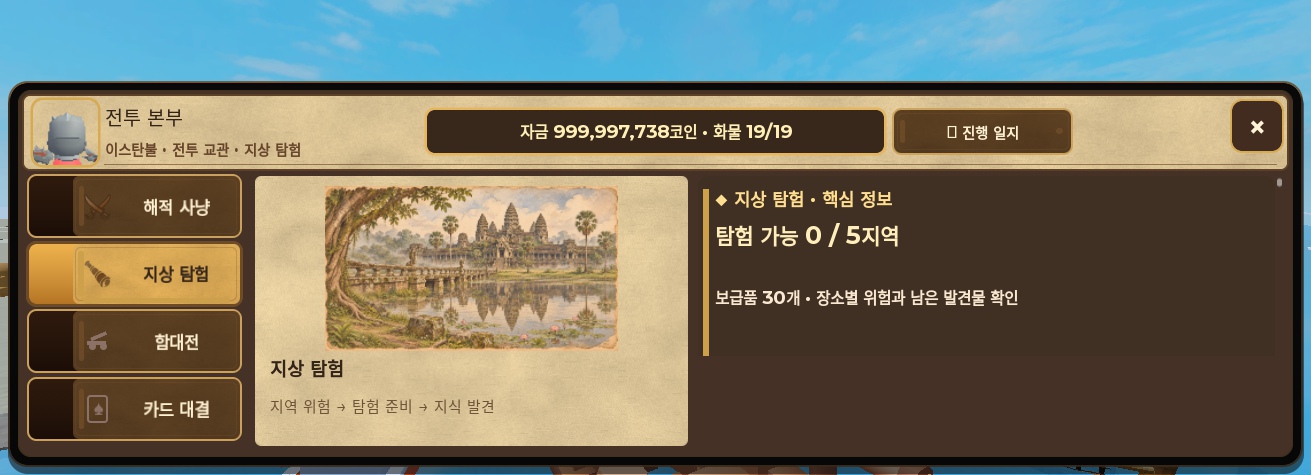 전투 본부
이스탄불 • 전투 교관 • 지상 탐험
자금 999,997,738코인 • 화물 19/19
진행 일지
×
해적 사냥
지상 탐험
함대전
카드 대결
지상 탐험
지역 위험 → 탐험 준비 → 지식 발견
◆ 지상 탐험 • 핵심 정보
탐험 가능 0 / 5지역
보급품 30개 • 장소별 위험과 남은 발견물 확인